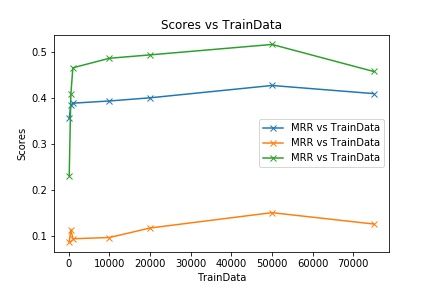 Scores vs TrainData
Scores
0.5
0.4
0.3
0.2
0.1
MRR vs TrainData
MRR vs TrainData
MRR vs TrainData
0 10000 20000 30000 40000 50000 60000 70000
TrainData